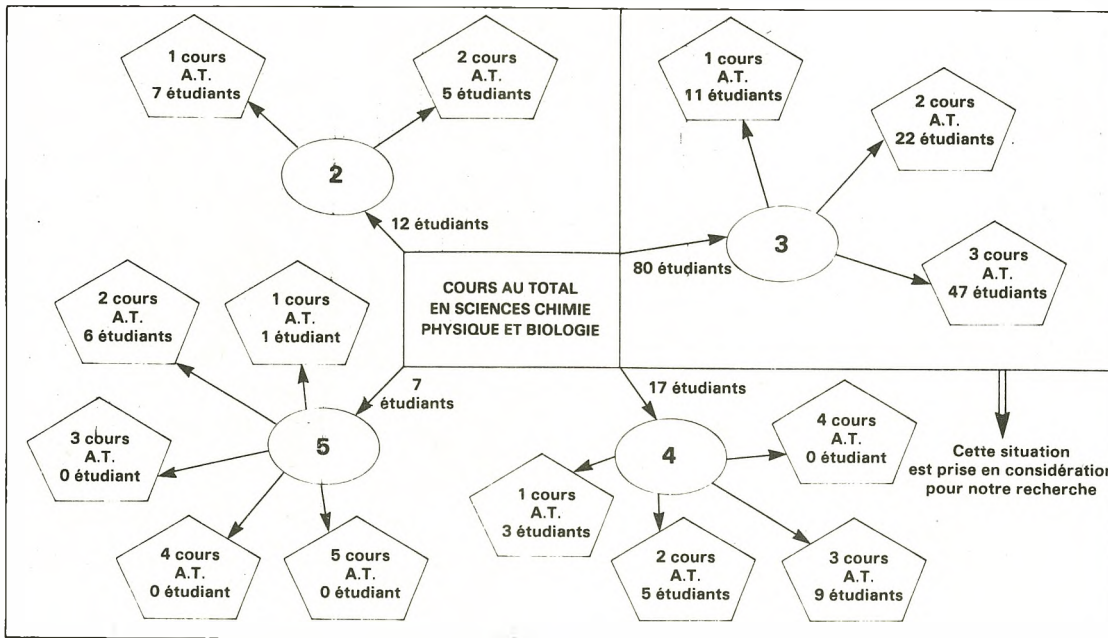 1 cours
A.T.
7 étudiants
2 cours
A.T.
5 étudiants
2
12 étudiants
1 cours
A.T.
11 étudiants
2 cours
A.T.
22 étudiants
3
80 étudiants
3 cours
A.T.
47 étudiants
COURS AU TOTAL
EN SCIENCES CHIMIE
PHYSIQUE ET BIOLOGIE
2 cours
A.T.
6 étudiants
1 cours
A.T.
1 étudiant
7
étudiants
5
3 cours
A.T.
0 étudiant
4 cours
A.T.
0 étudiant
5 cours
A.T.
0 étudiant
17 étudiants
4
4 cours
A.T.
0 étudiant
1 cours
A.T.
3 étudiants
2 cours
A.T.
5 étudiants
3 cours
A.T.
9 étudiants
Cette situation
est prise en considération
pour notre recherche